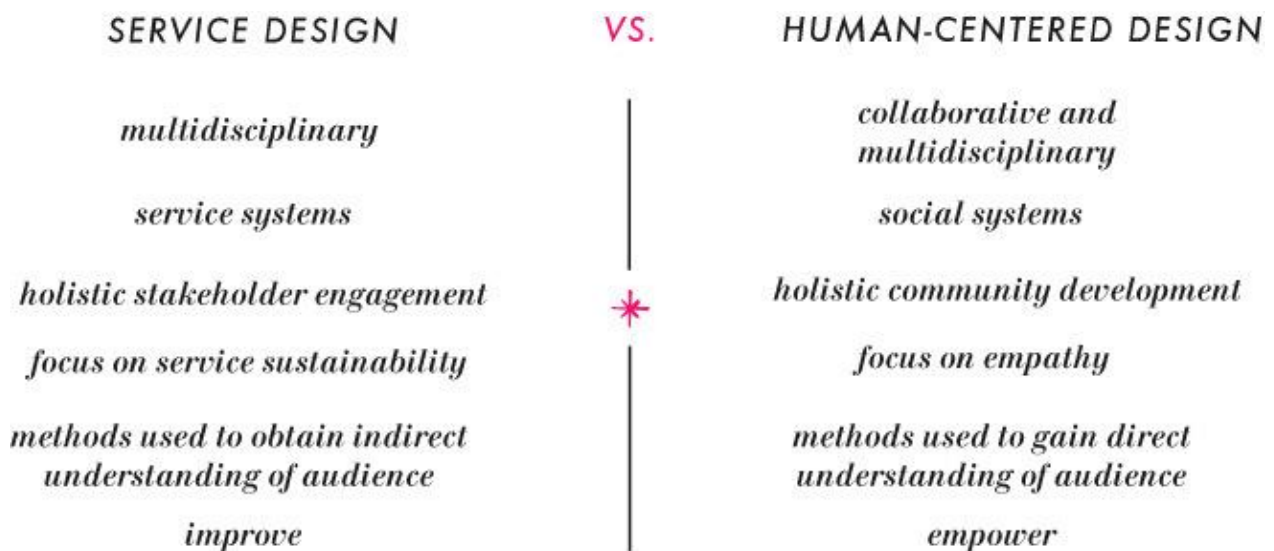 SERVICE DESIGN VS. HUMAN-CENTERED DESIGN
multidisciplinary
collaborative and
multidisciplinary
service systems
social systems
holistic stakeholder engagement
holistic community development
focus on service sustainability
focus on empathy
methods used to obtain indirect
understanding of audience
methods used to gain direct
understanding of audience
improve
empower